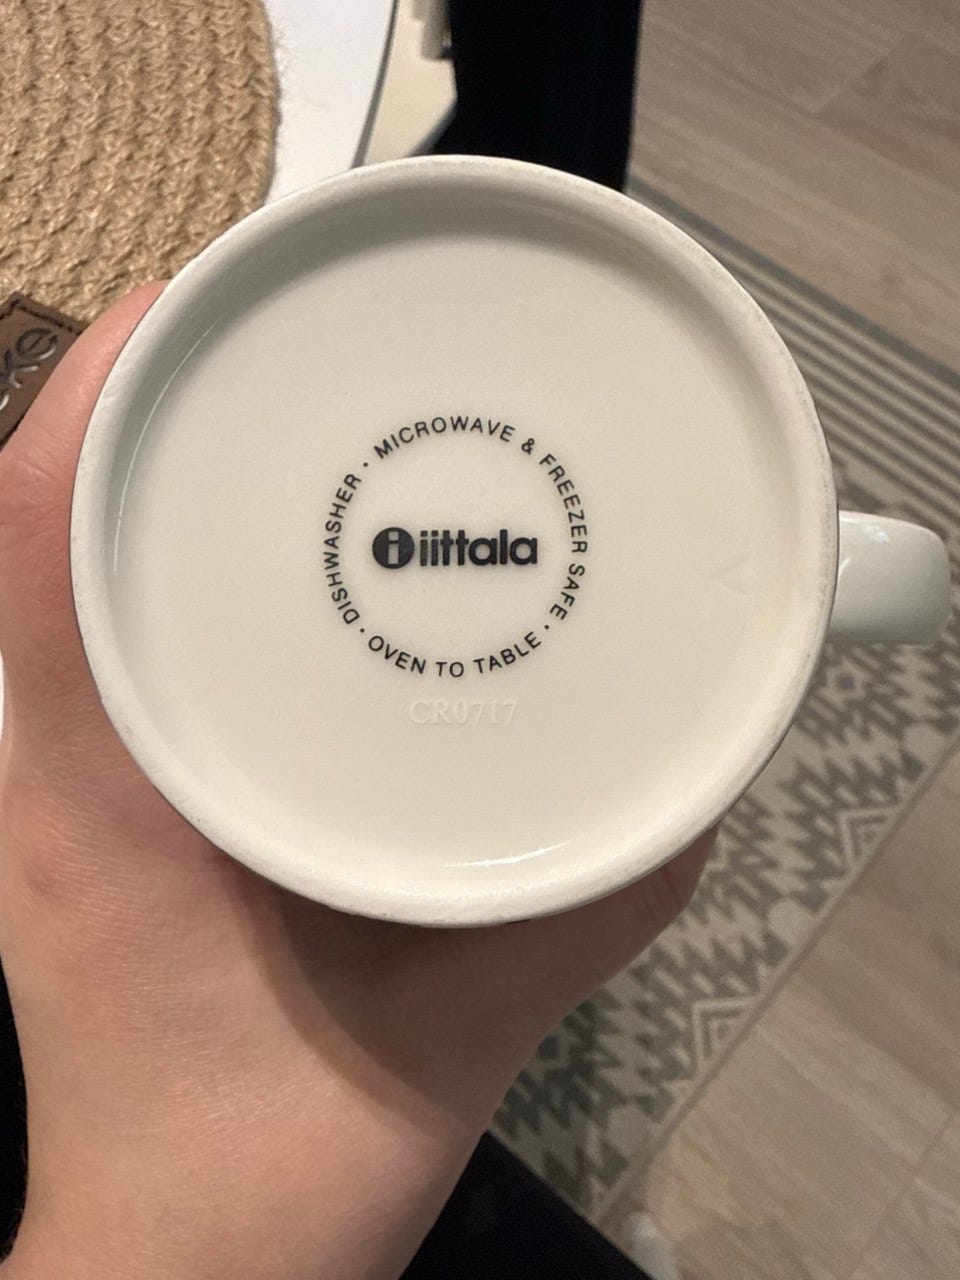 MICROWAVE & FREEZER SAFE ·
OVEN TO TABLE ·
DISHWASHER ·
i iittala
CR0717